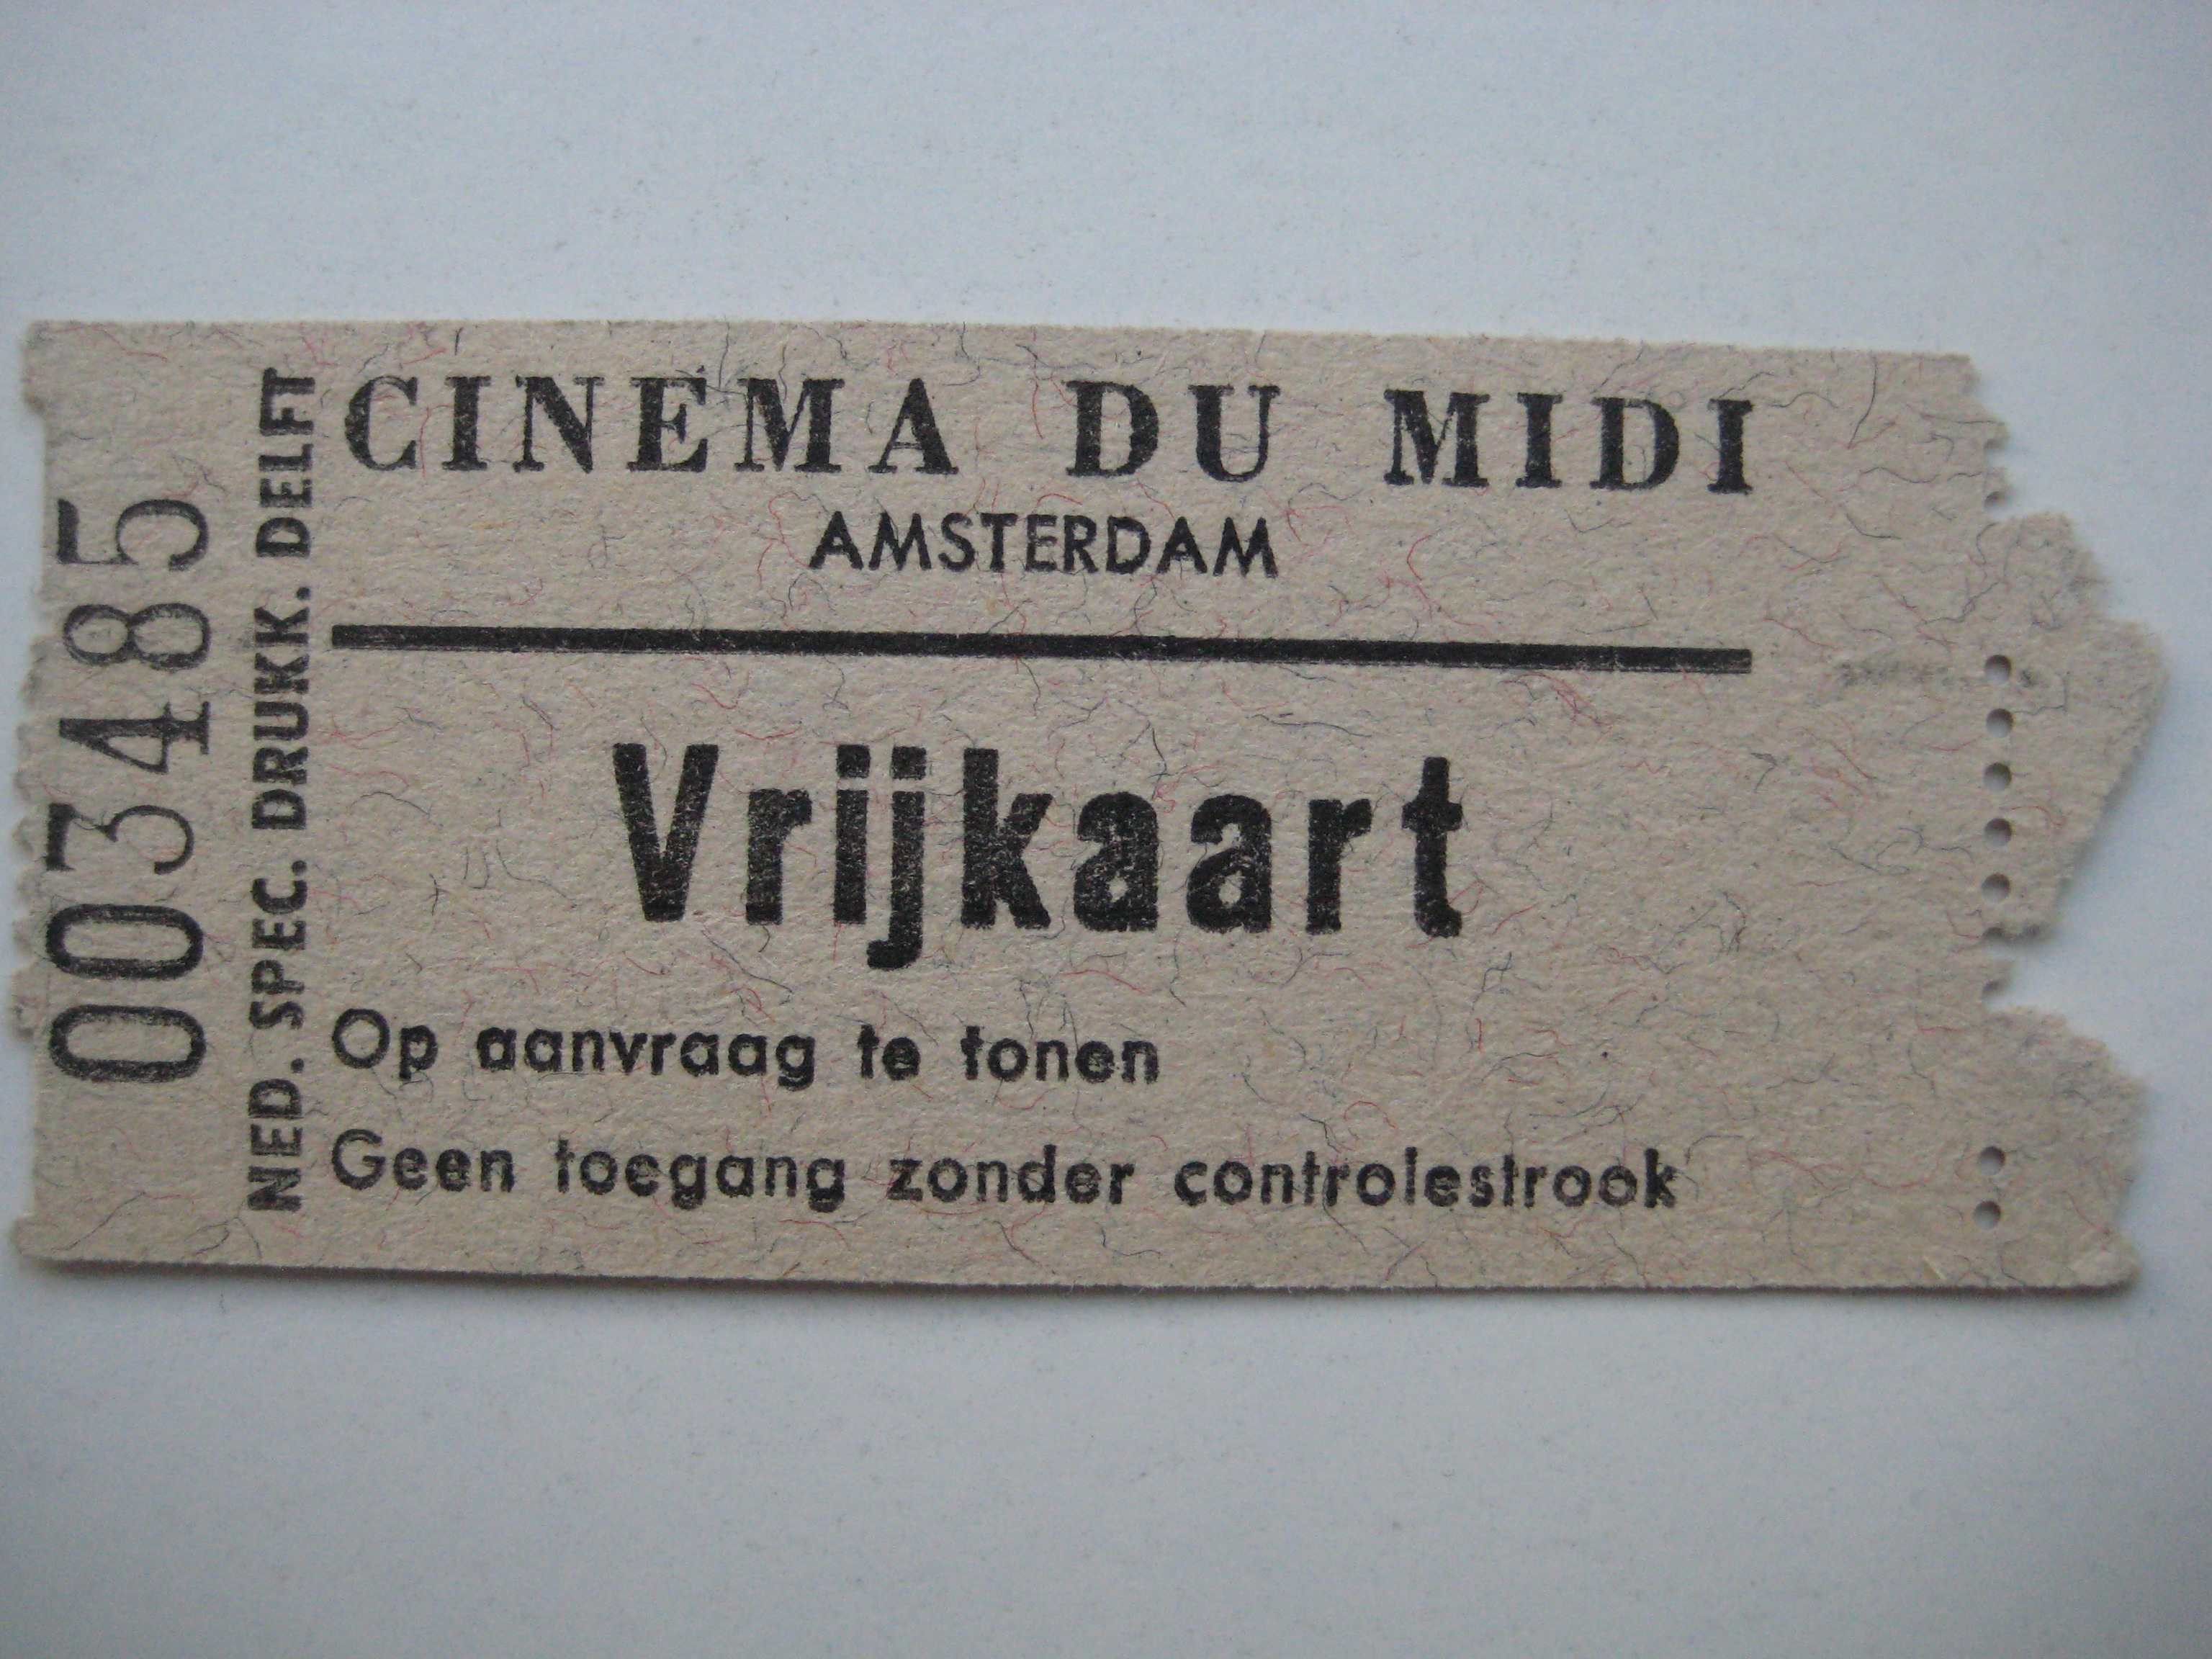 003485
NED. SPEC. DRUKK. DELFT
CINEMA DU MIDI
AMSTERDAM
Vrijkaart
Op aanvraag te tonen
Geen toegang zonder controlestrook